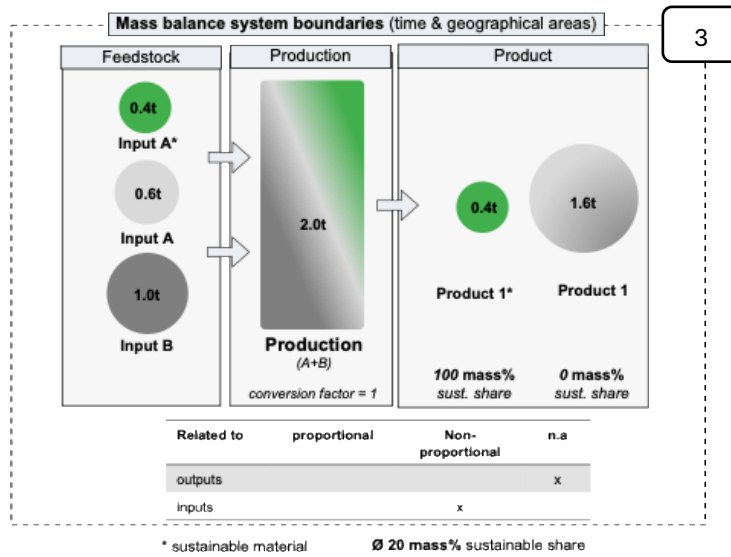 Mass balance system boundaries (time & geographical areas)
3
Feedstock
Production
Product
0.4t
Input A*
0.6t
Input A
1.0t
Input B
2.0t
Production
(A+B)
conversion factor = 1
0.4t
1.6t
Product 1*
Product 1
100 mass%
sust. share
0 mass%
sust. share
Related to proportional Non- n.a
proportional
outputs x
inputs x
* sustainable material Ø 20 mass% sustainable share